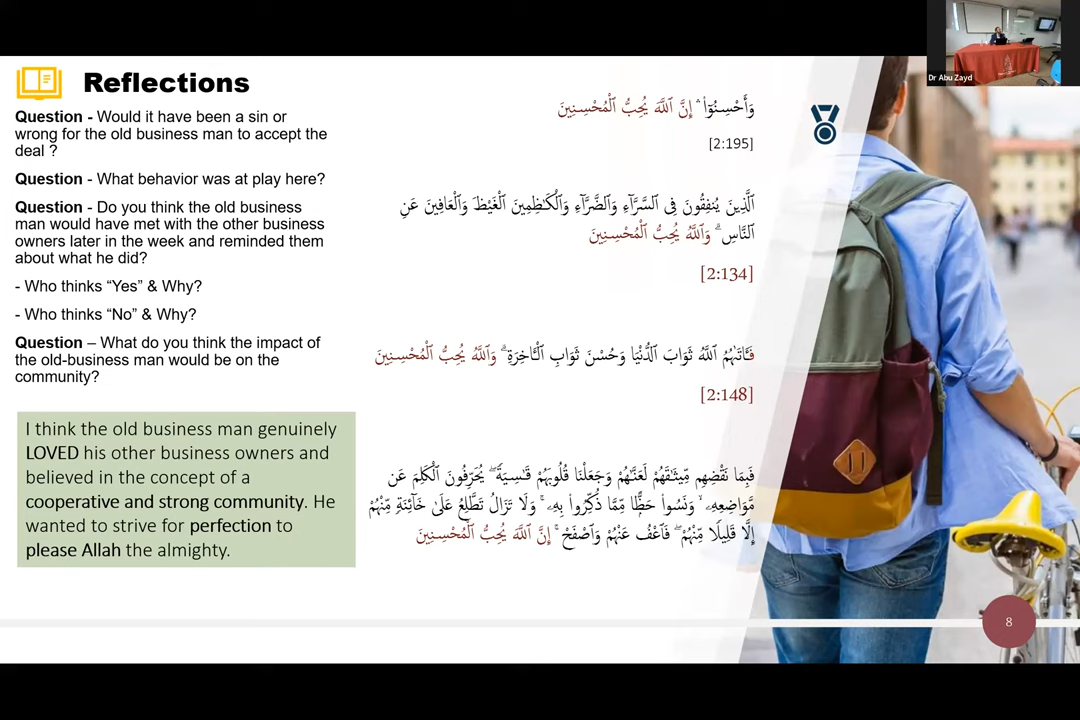 Reflections
Question - Would it have been a sin or
wrong for the old business man to accept the
deal ?
Question - What behavior was at play here?
Question - Do you think the old business
man would have met with the other business
owners later in the week and reminded them
about what he did?
- Who thinks “Yes” & Why?
- Who thinks “No” & Why?
Question – What do you think the impact of
the old-business man would be on the
community?
I think the old business man genuinely
LOVED his other business owners and
believed in the concept of a
cooperative and strong community. He
wanted to strive for perfection to
please Allah the almighty.
وَأَحْسِنُوٓا۟ ۛ إِنَّ ٱللَّهَ يُحِبُّ ٱلْمُحْسِنِينَ
[2:195]
ٱلَّذِينَ يُنفِقُونَ فِى ٱلسَّرَّآءِ وَٱلضَّرَّآءِ وَٱلْكَـٰظِمِينَ ٱلْغَيْظَ وَٱلْعَافِينَ عَنِ
ٱلنَّاسِ ۗ وَٱللَّهُ يُحِبُّ ٱلْمُحْسِنِينَ
[2:134]
فَـَٔاتَىٰهُمُ ٱللَّهُ ثَوَابَ ٱلدُّنْيَا وَحُسْنَ ثَوَابِ ٱلْـَٔاخِرَةِ ۗ وَٱللَّهُ يُحِبُّ ٱلْمُحْسِنِينَ
[2:148]
فَبِمَا نَقْضِهِم مِّيثَـٰقَهُمْ لَعَنَّـٰهُمْ وَجَعَلْنَا قُلُوبَهُمْ قَـٰسِيَةً ۖ يُحَرِّفُونَ ٱلْكَلِمَ عَن
مَّوَاضِعِهِۦ ۙ وَنَسُوا۟ حَظًّا مِّمَّا ذُكِّرُوا۟ بِهِۦ ۚ وَلَا تَزَالُ تَطَّلِعُ عَلَىٰ خَآئِنَةٍ مِّنْهُمْ
إِلَّا قَلِيلًا مِّنْهُمْ ۖ فَٱعْفُ عَنْهُمْ وَٱصْفَحْ ۚ إِنَّ ٱللَّهَ يُحِبُّ ٱلْمُحْسِنِينَ
Dr Abu Zayd
8